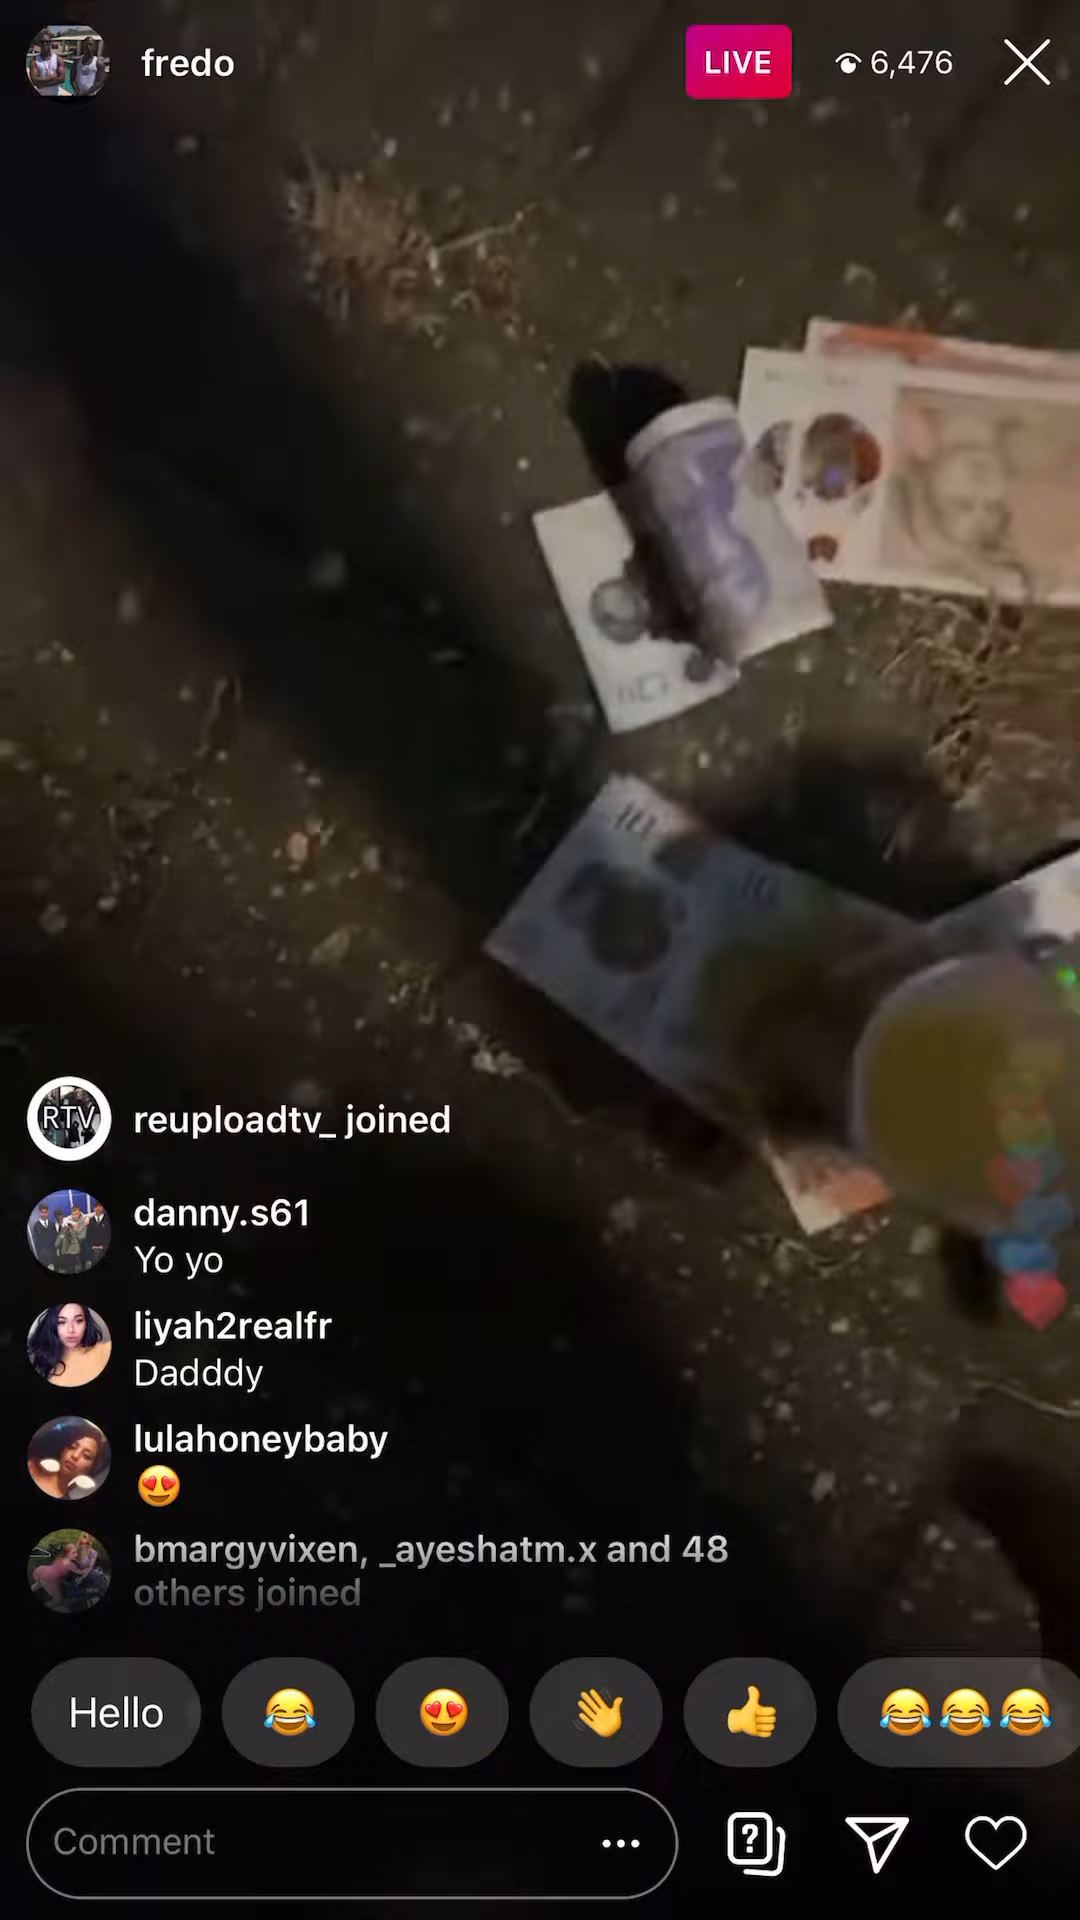 fredo
LIVE
6,476
RTV
reuploadtv_ joined
danny.s61
Yo yo
liyah2realfr
Dadddy
lulahoneybaby
😍
bmargyvixen, _ayeshatm.x and 48
others joined
Hello
😂
😍
👋
👍
😂😂😂
Comment